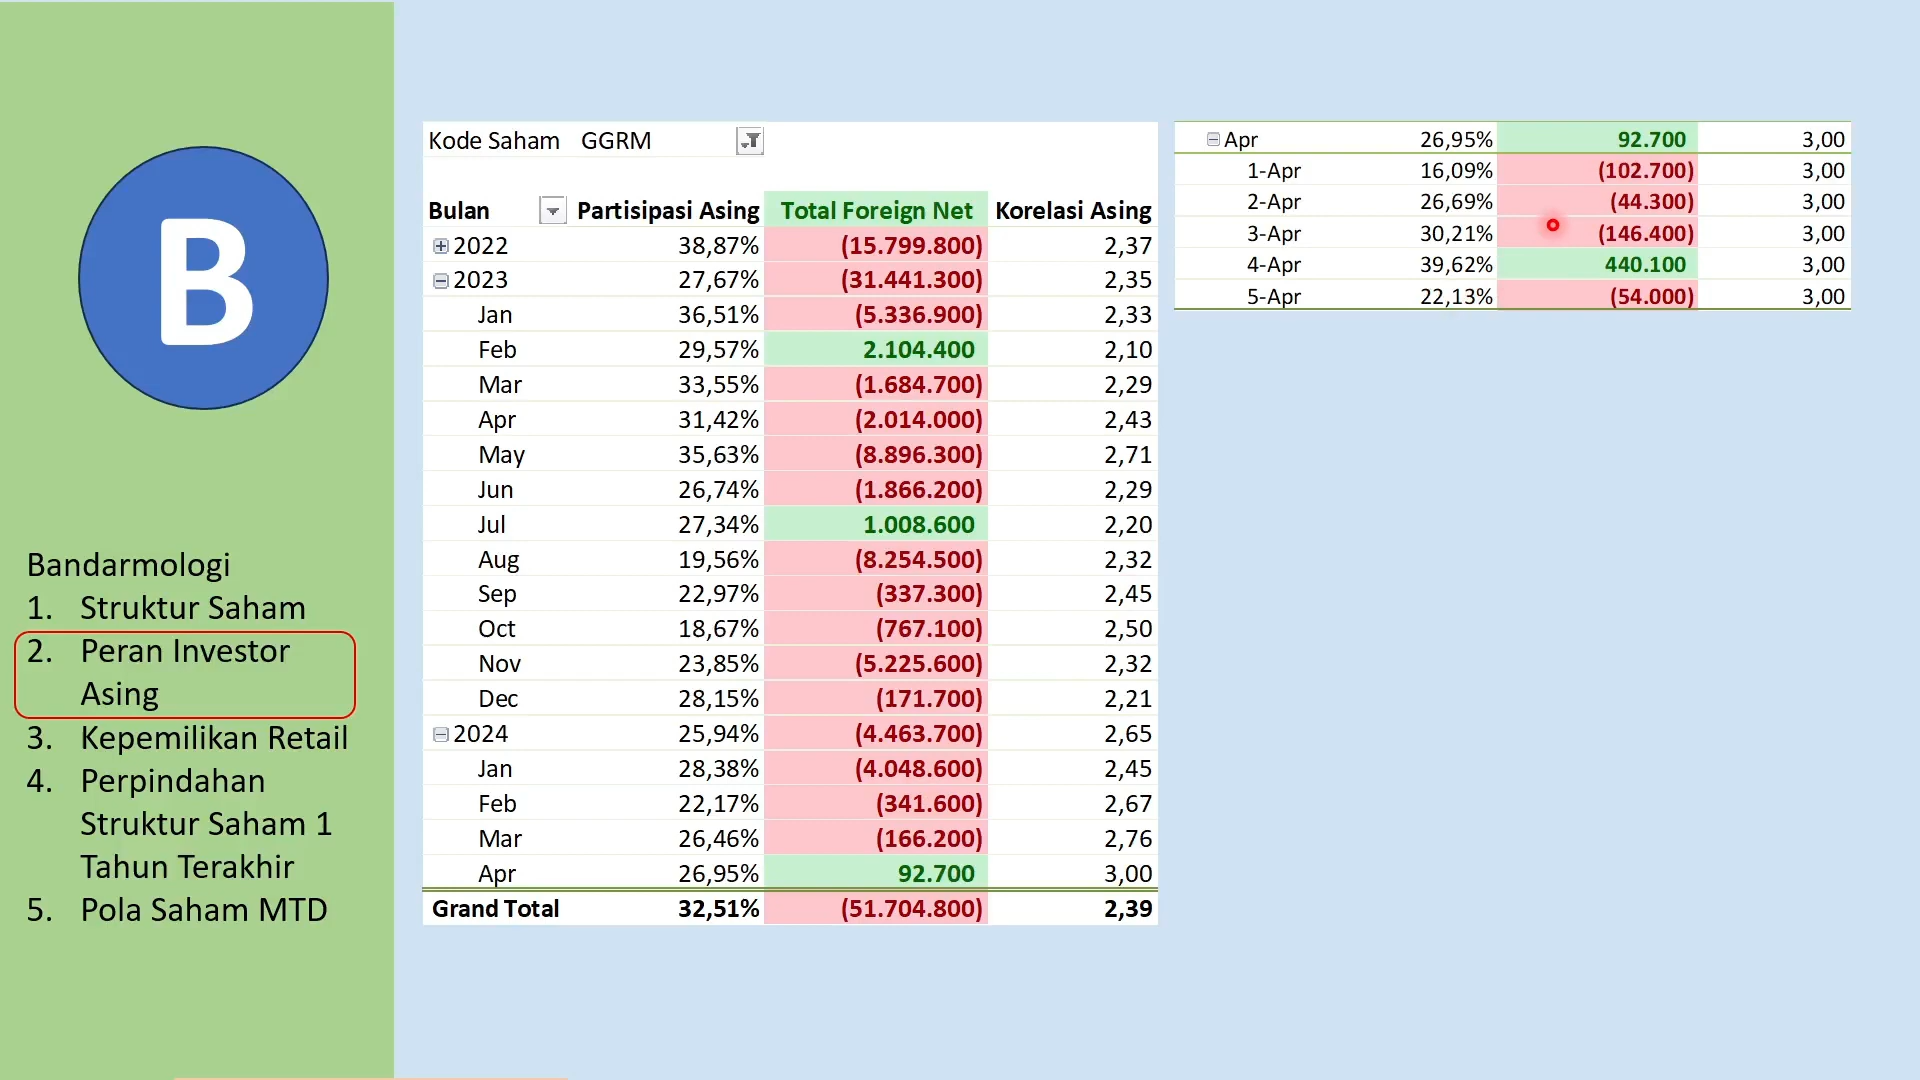 B
Bandarmologi
1. Struktur Saham
2. Peran Investor
Asing
3. Kepemilikan Retail
4. Perpindahan
Struktur Saham 1
Tahun Terakhir
5. Pola Saham MTD
Kode Saham GGRM
Bulan Partisipasi Asing Total Foreign Net Korelasi Asing
2022 38,87% (15.799.800) 2,37
2023 27,67% (31.441.300) 2,35
Jan 36,51% (5.336.900) 2,33
Feb 29,57% 2.104.400 2,10
Mar 33,55% (1.684.700) 2,29
Apr 31,42% (2.014.000) 2,43
May 35,63% (8.896.300) 2,71
Jun 26,74% (1.866.200) 2,29
Jul 27,34% 1.008.600 2,20
Aug 19,56% (8.254.500) 2,32
Sep 22,97% (337.300) 2,45
Oct 18,67% (767.100) 2,50
Nov 23,85% (5.225.600) 2,32
Dec 28,15% (171.700) 2,21
2024 25,94% (4.463.700) 2,65
Jan 28,38% (4.048.600) 2,45
Feb 22,17% (341.600) 2,67
Mar 26,46% (166.200) 2,76
Apr 26,95% 92.700 3,00
Grand Total 32,51% (51.704.800) 2,39
Apr 26,95% 92.700 3,00
1-Apr 16,09% (102.700) 3,00
2-Apr 26,69% (44.300) 3,00
3-Apr 30,21% (146.400) 3,00
4-Apr 39,62% 440.100 3,00
5-Apr 22,13% (54.000) 3,00